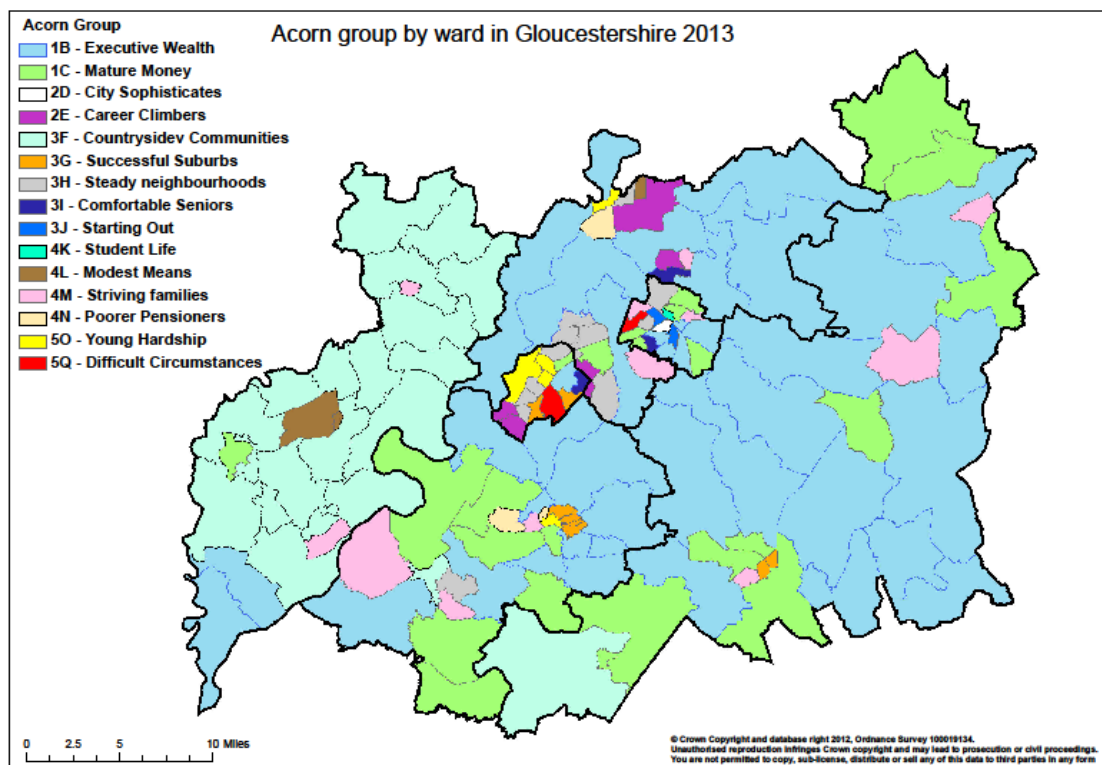 Acorn Group
Acorn group by ward in Gloucestershire 2013
1B - Executive Wealth
1C - Mature Money
2D - City Sophisticates
2E - Career Climbers
3F - Countrysidev Communities
3G - Successful Suburbs
3H - Steady neighbourhoods
3I - Comfortable Seniors
3J - Starting Out
4K - Student Life
4L - Modest Means
4M - Striving families
4N - Poorer Pensioners
5O - Young Hardship
5Q - Difficult Circumstances
0 2.5 5 10 Miles
© Crown Copyright and database right 2012, Ordnance Survey 100019134.
Unauthorised reproduction infringes Crown copyright and may lead to prosecution or civil proceedings.
You are not permitted to copy, sub-license, distribute or sell any of this data to third parties in any form